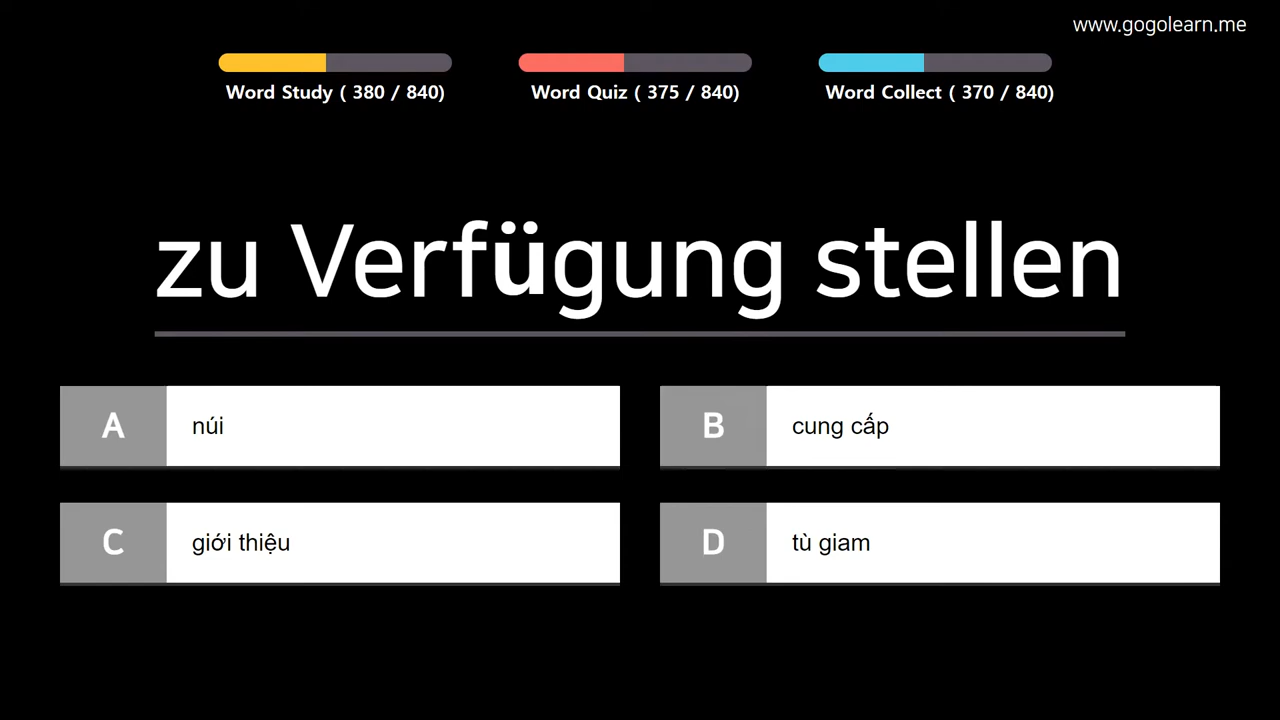 www.gogolearn.me
Word Study ( 380 / 840)
Word Quiz ( 375 / 840)
Word Collect ( 370 / 840)
zu Verfügung stellen
A núi
B cung cấp
C giới thiệu
D tù giam